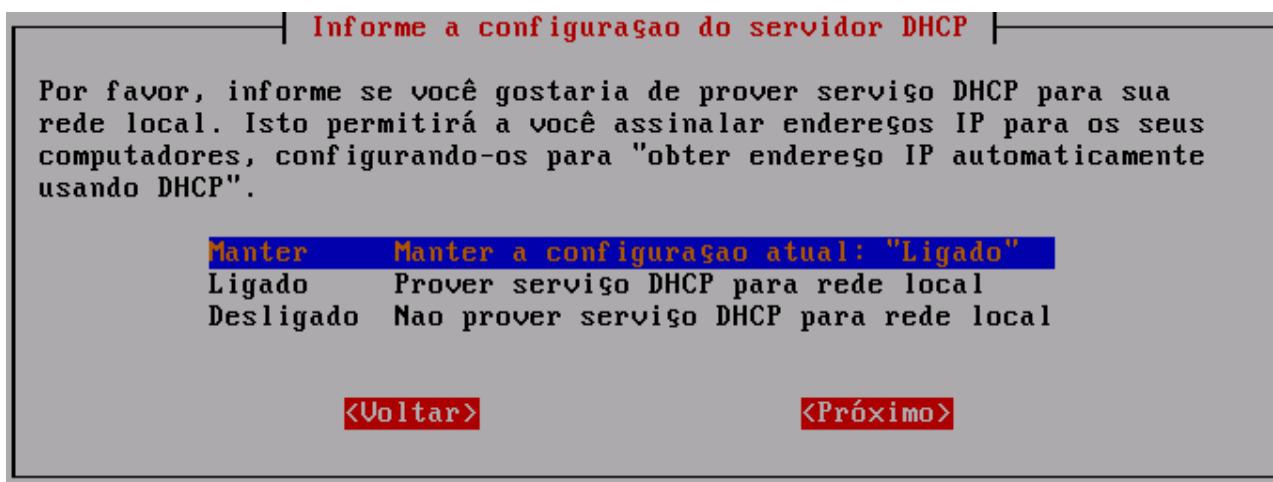 Informe a configuraçao do servidor DHCP
Por favor, informe se você gostaria de prover serviço DHCP para sua
rede local. Isto permitirá a você assinalar endereços IP para os seus
computadores, configurando-os para "obter endereço IP automaticamente
usando DHCP".
Manter Manter a configuraçao atual: "Ligado"
Ligado Prover serviço DHCP para rede local
Desligado Nao prover serviço DHCP para rede local
<Voltar> <Próximo>